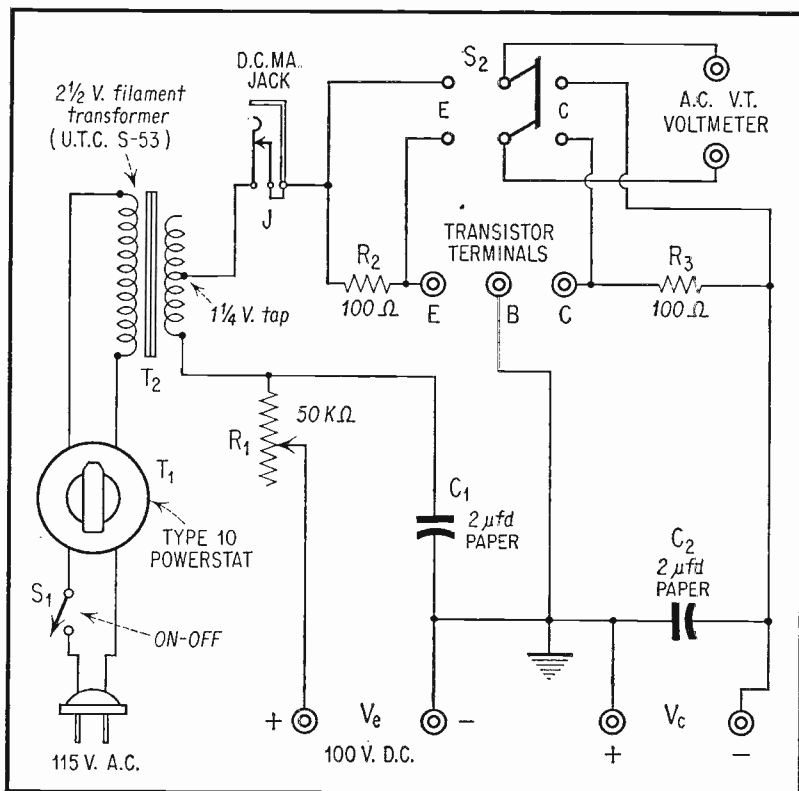 D.C.MA.
JACK
2½ V. filament
transformer
(U.T.C. S-53)
S2
E
C
A.C. V.T.
VOLTMETER
J
TRANSISTOR
TERMINALS
R2
100 Ω
E
B
C
R3
100 Ω
1¼ V. tap
T2
50 KΩ
R1
T1
TYPE 10
POWERSTAT
C1
2 µfd
PAPER
C2
2 µfd
PAPER
S1
ON-OFF
115 V. A.C.
+
Ve
-
100 V. D.C.
+
Vc
-